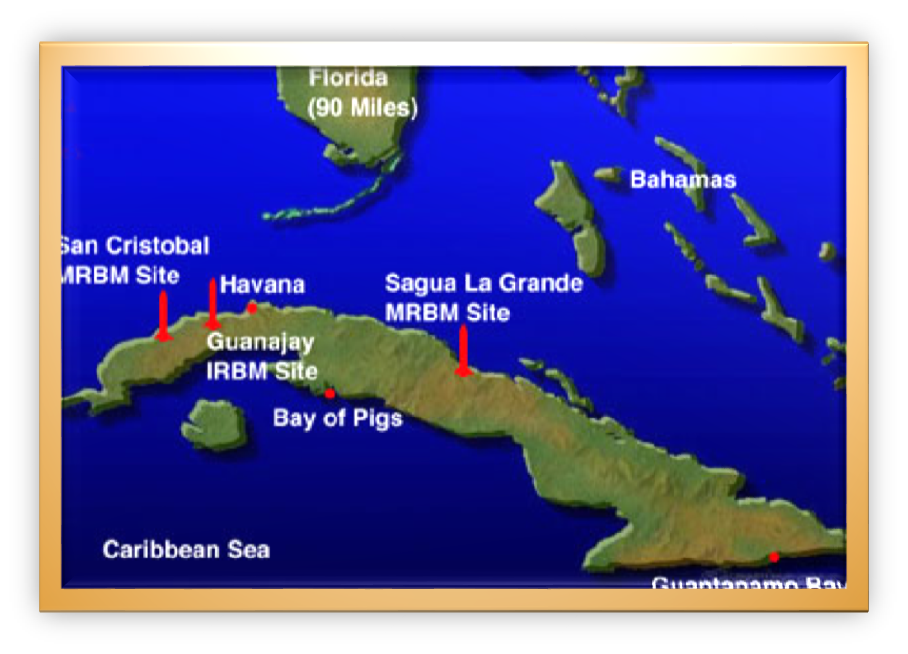 Florida
(90 Miles)
Bahamas
San Cristobal
MRBM Site
Havana
Sagua La Grande
MRBM Site
Guanajay
IRBM Site
Bay of Pigs
Caribbean Sea
Guantanamo Bay